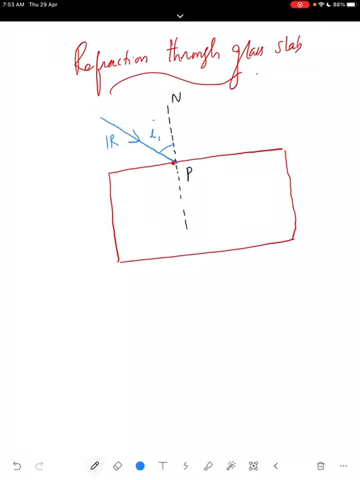 7:53 AM Thu 29 Apr
88%
Refraction through glass slab
N
IR
i1
P
T